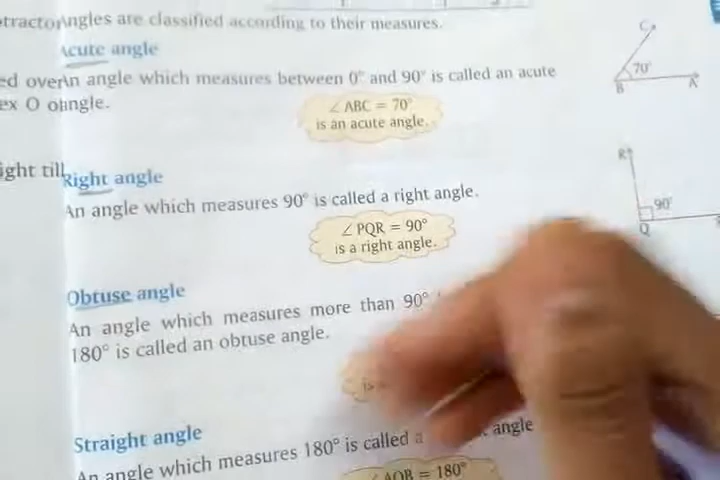 Angles are classified according to their measures.
Acute angle
An angle which measures between 0° and 90° is called an acute
angle.
∠ ABC = 70°
is an acute angle.
C
70°
B
A
Right angle
An angle which measures 90° is called a right angle.
∠ PQR = 90°
is a right angle.
R
90°
Q
Obtuse angle
An angle which measures more than 90°
180° is called an obtuse angle.
is
Straight angle
An angle which measures 180° is called a angle
∠AOB = 180°